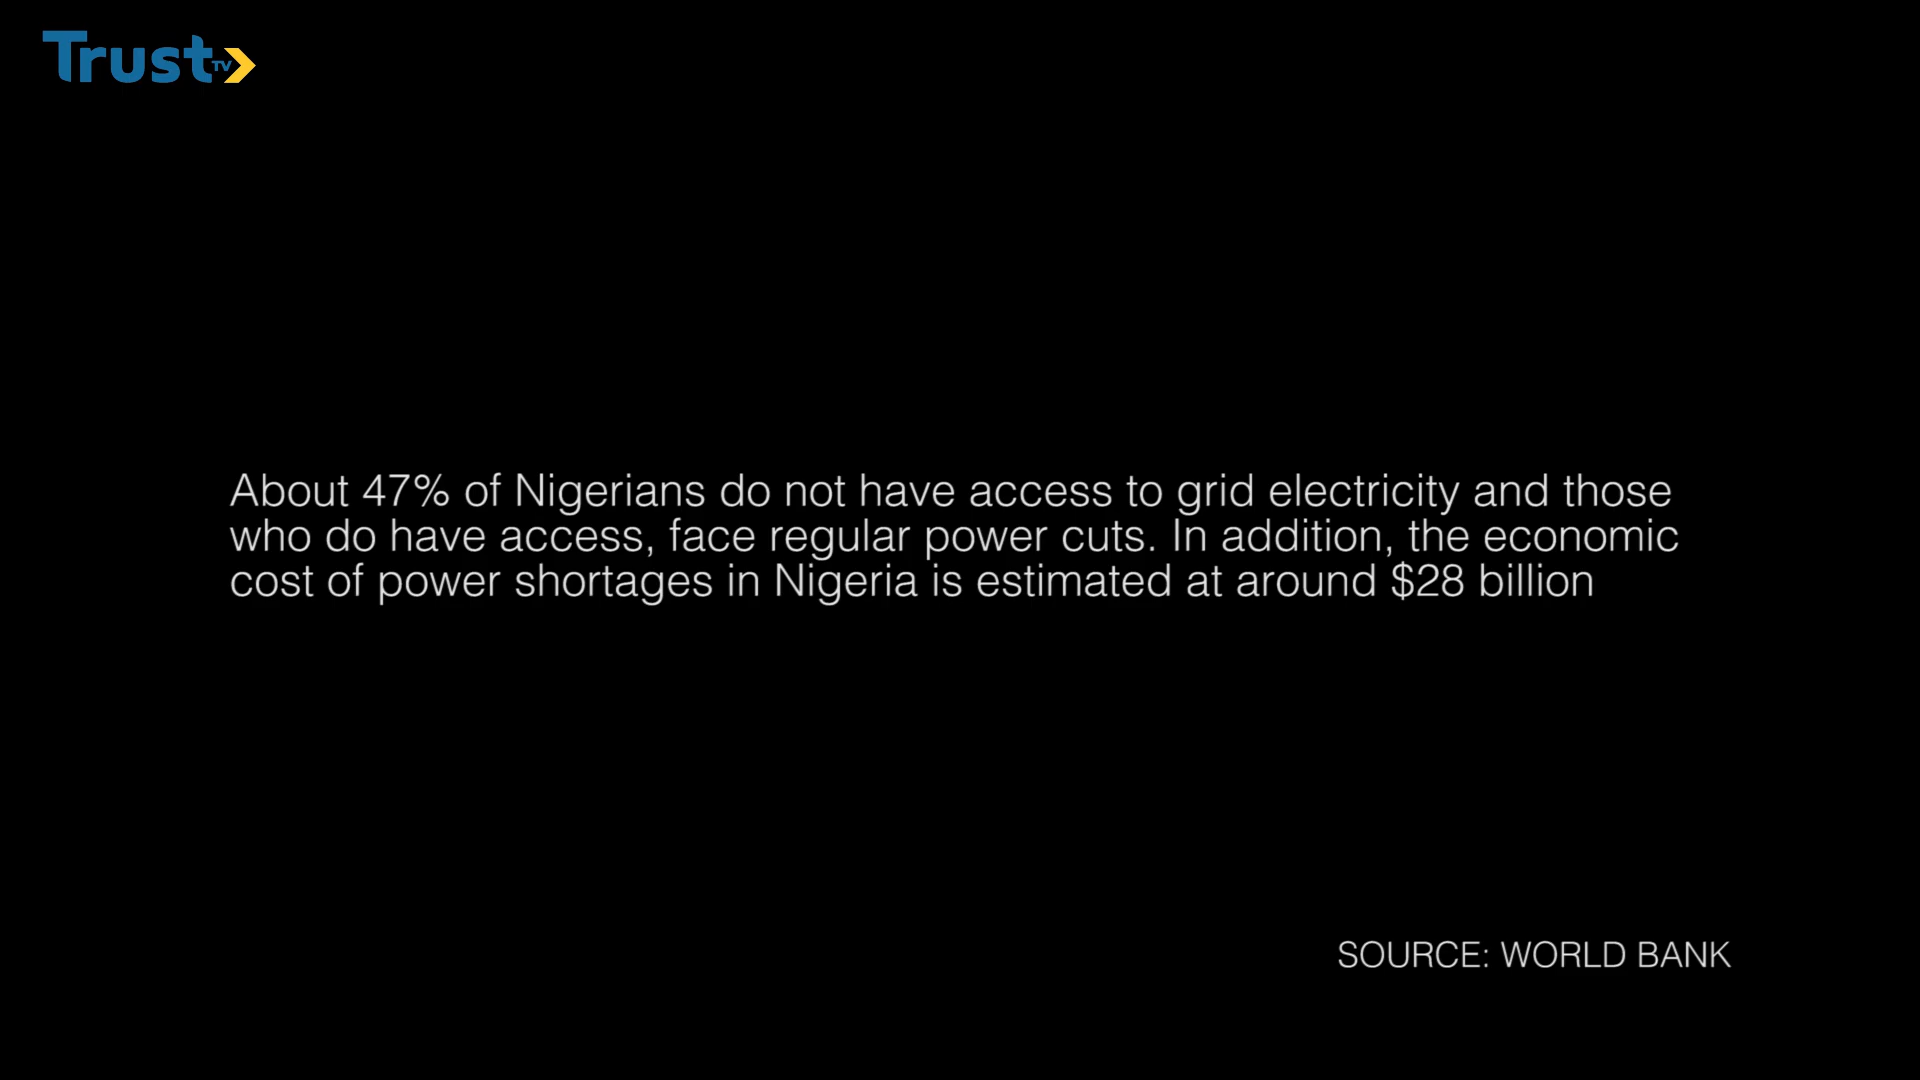 Trust TV
About 47% of Nigerians do not have access to grid electricity and those
who do have access, face regular power cuts. In addition, the economic
cost of power shortages in Nigeria is estimated at around $28 billion
SOURCE: WORLD BANK